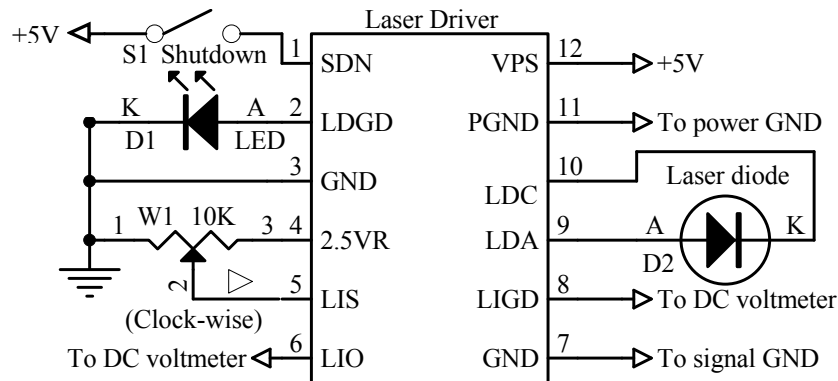 Laser Driver
+5V
S1 Shutdown
1
SDN
VPS
12
+5V
K
A
2
LDGD
PGND
11
To power GND
D1
LED
3
GND
10
LDC
Laser diode
1
W1
10K
3
4
2.5VR
LDA
9
A
K
D2
2
5
LIS
LIGD
8
To DC voltmeter
(Clock-wise)
To DC voltmeter
6
LIO
GND
7
To signal GND